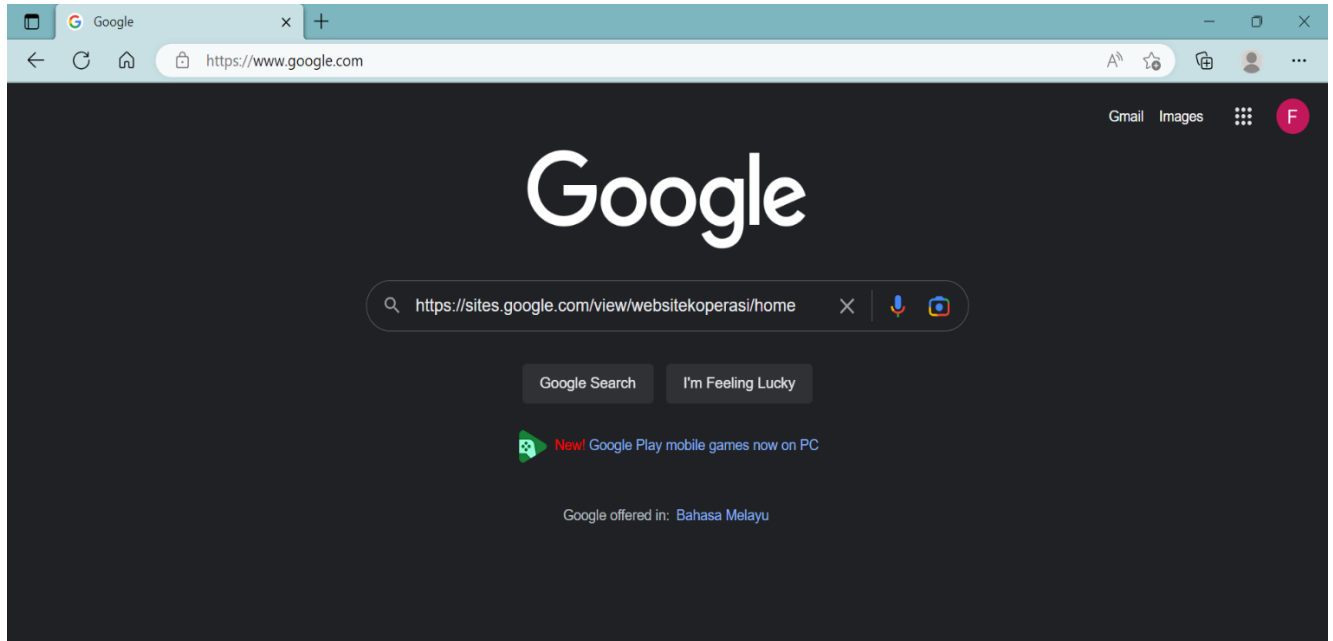 Google
https://www.google.com
Gmail Images
F
Google
https://sites.google.com/view/websitekoperasi/home
Google Search I'm Feeling Lucky
New! Google Play mobile games now on PC
Google offered in: Bahasa Melayu